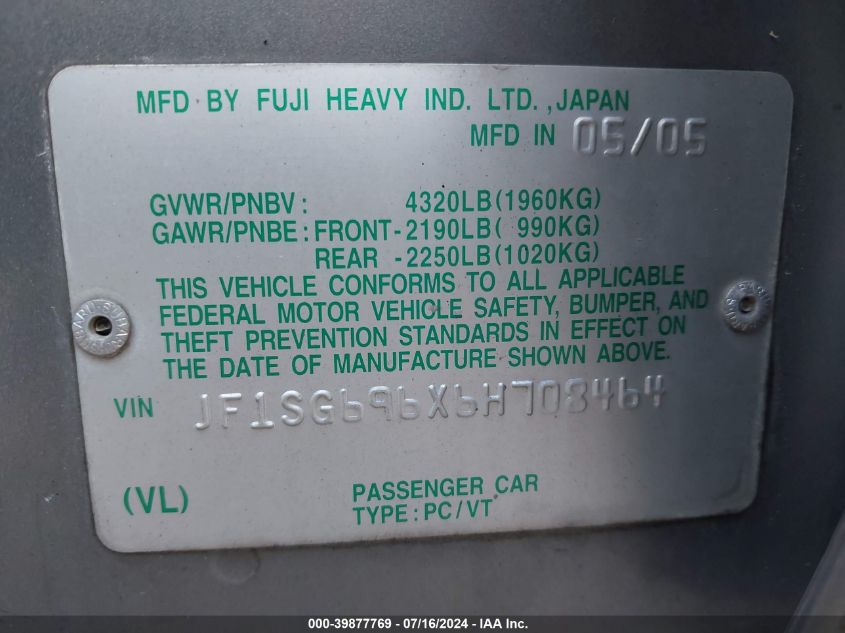 MFD BY FUJI HEAVY IND. LTD., JAPAN
MFD IN 05/05
GVWR/PNBV: 4320LB(1960KG)
GAWR/PNBE: FRONT-2190LB( 990KG)
REAR -2250LB(1020KG)
THIS VEHICLE CONFORMS TO ALL APPLICABLE
FEDERAL MOTOR VEHICLE SAFETY, BUMPER, AND
THEFT PREVENTION STANDARDS IN EFFECT ON
THE DATE OF MANUFACTURE SHOWN ABOVE.
VIN JF1SG696X6H708464
(VL) PASSENGER CAR
TYPE: PC/VT
000-39877769 - 07/16/2024 - IAA Inc.